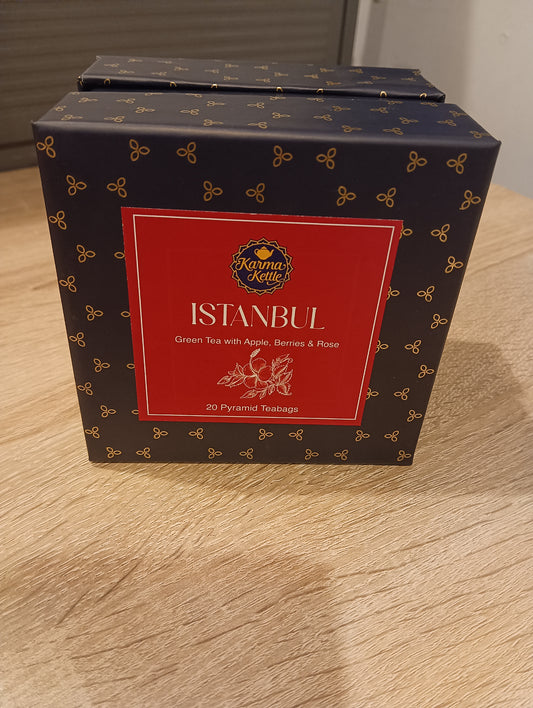 Karma
Kettle
ISTANBUL
Green Tea with Apple, Berries & Rose
20 Pyramid Teabags